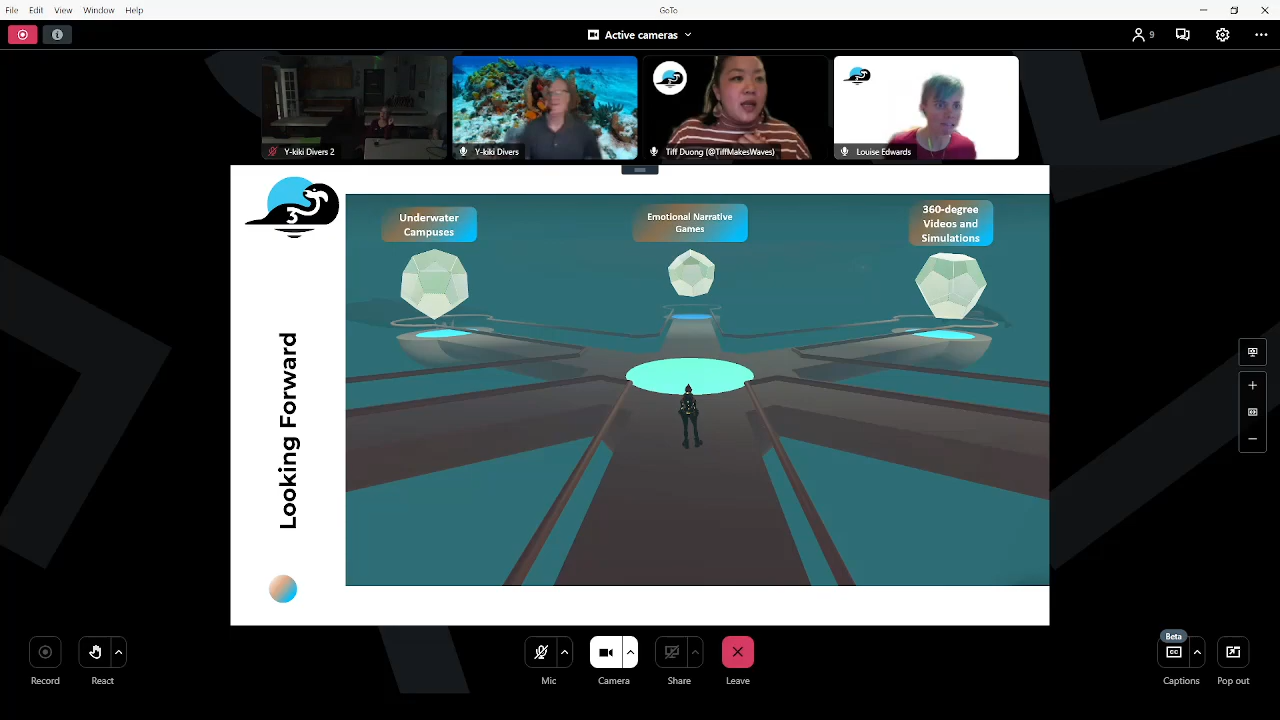 File Edit View Window Help
GoTo
Active cameras
9
Y-kiki Divers 2
Y-kiki Divers
Tiff Duong (@TiffMakesWaves)
Louise Edwards
3
Underwater
Campuses
Emotional Narrative
Games
360-degree
Videos and
Simulations
Looking Forward
Record
React
Mic
Camera
Share
Leave
Beta
CC
Captions
Pop out